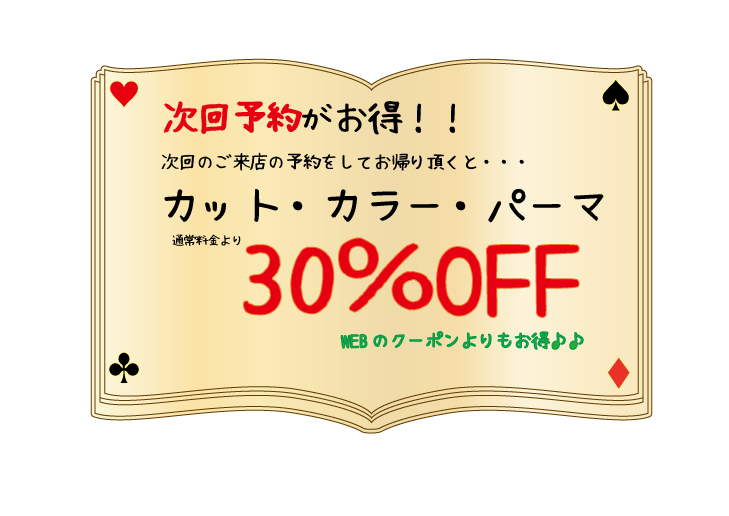 次回予約がお得！！
次回のご来店の予約をしてお帰り頂くと・・・
カット・カラー・パーマ
通常料金より
30%OFF
WEBのクーポンよりもお得♪♪